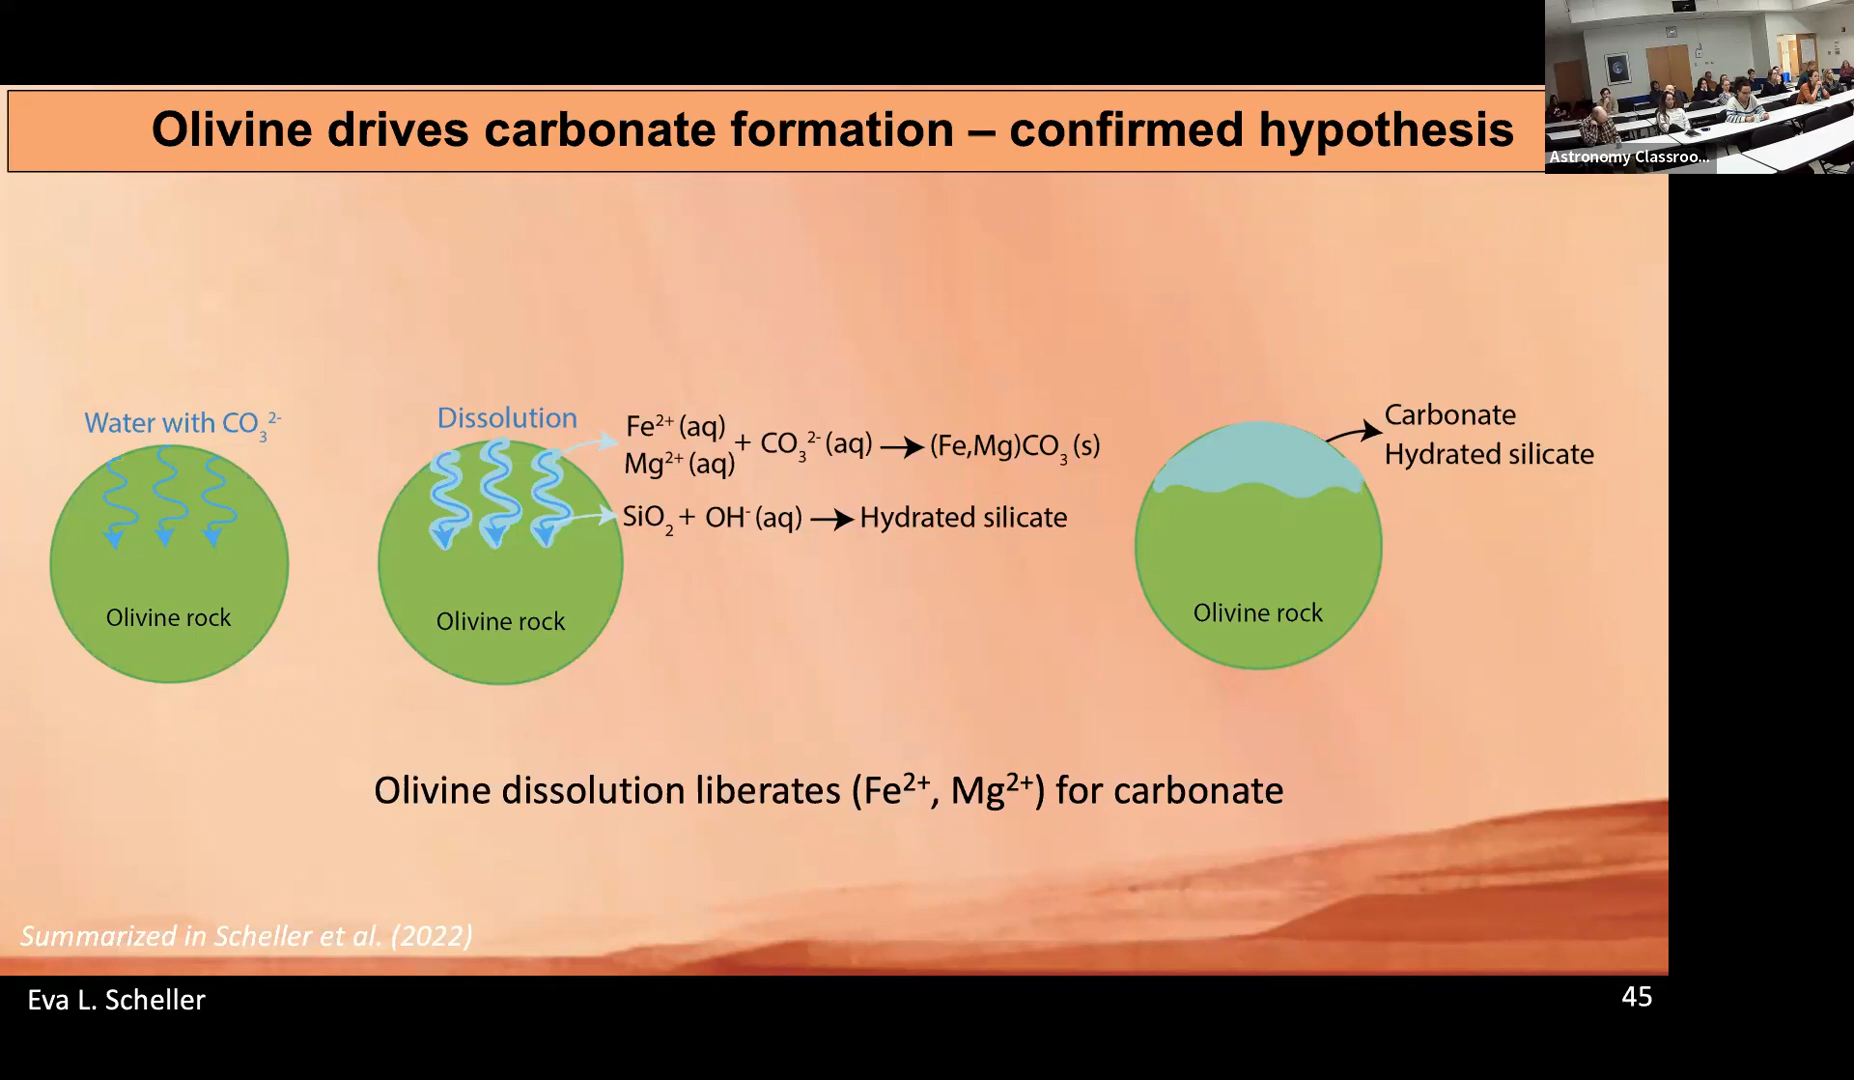 Olivine drives carbonate formation – confirmed hypothesis
Astronomy Classroo...
Water with CO₃²⁻
Olivine rock
Dissolution
Olivine rock
Fe²⁺ (aq)
Mg²⁺ (aq)
+ CO₃²⁻ (aq) → (Fe,Mg)CO₃ (s)
SiO₂ + OH⁻ (aq) → Hydrated silicate
Carbonate
Hydrated silicate
Olivine rock
Olivine dissolution liberates (Fe²⁺, Mg²⁺) for carbonate
Summarized in Scheller et al. (2022)
Eva L. Scheller
45